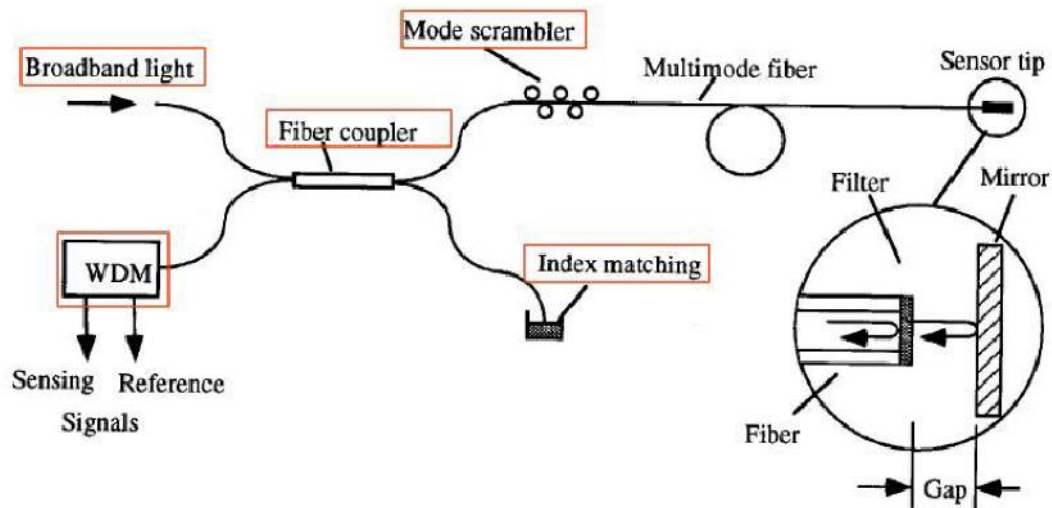 Mode scrambler
Broadband light
Multimode fiber
Sensor tip
Fiber coupler
Filter
Mirror
WDM
Index matching
Sensing Reference
Signals
Fiber
Gap